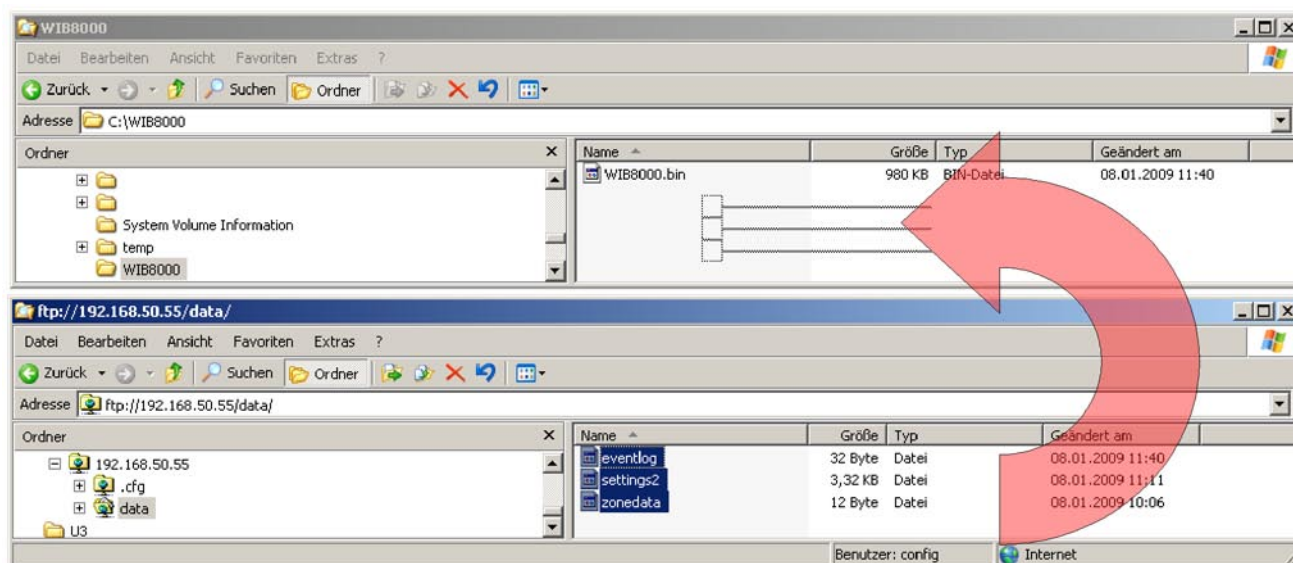 WIB8000
Datei Bearbeiten Ansicht Favoriten Extras ?
Zurück Suchen Ordner
Adresse C:\WIB8000
Ordner x Name Größe Typ Geändert am
WIB8000.bin 980 KB BIN-Datei 08.01.2009 11:40
System Volume Information
temp
WIB8000
ftp://192.168.50.55/data/
Datei Bearbeiten Ansicht Favoriten Extras ?
Zurück Suchen Ordner
Adresse ftp://192.168.50.55/data/
Ordner x Name Größe Typ Geändert am
eventlog 32 Byte Datei 08.01.2009 11:40
192.168.50.55
settings2 3,32 KB Datei 08.01.2009 11:11
.cfg
zonedata 12 Byte Datei 08.01.2009 10:06
data
U3
Benutzer: config Internet